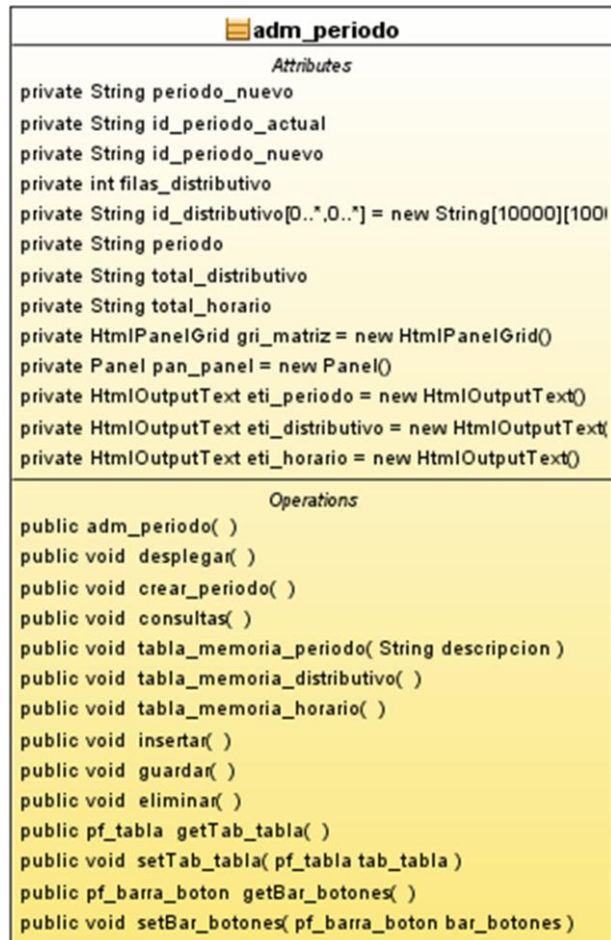 adm_periodo
Attributes
private String periodo_nuevo
private String id_periodo_actual
private String id_periodo_nuevo
private int filas_distributivo
private String id_distributivo[0..*,0..*] = new String[10000][100
private String periodo
private String total_distributivo
private String total_horario
private HtmlPanelGrid gri_matriz = new HtmlPanelGrid()
private Panel pan_panel = new Panel()
private HtmlOutputText eti_periodo = new HtmlOutputText()
private HtmlOutputText eti_distributivo = new HtmlOutputText(
private HtmlOutputText eti_horario = new HtmlOutputText()
Operations
public adm_periodo( )
public void desplegar( )
public void crear_periodo( )
public void consultas( )
public void tabla_memoria_periodo( String descripcion )
public void tabla_memoria_distributivo( )
public void tabla_memoria_horario( )
public void insertar( )
public void guardar( )
public void eliminar( )
public pf_tabla getTab_tabla( )
public void setTab_tabla( pf_tabla tab_tabla )
public pf_barra_boton getBar_botones( )
public void setBar_botones( pf_barra_boton bar_botones )